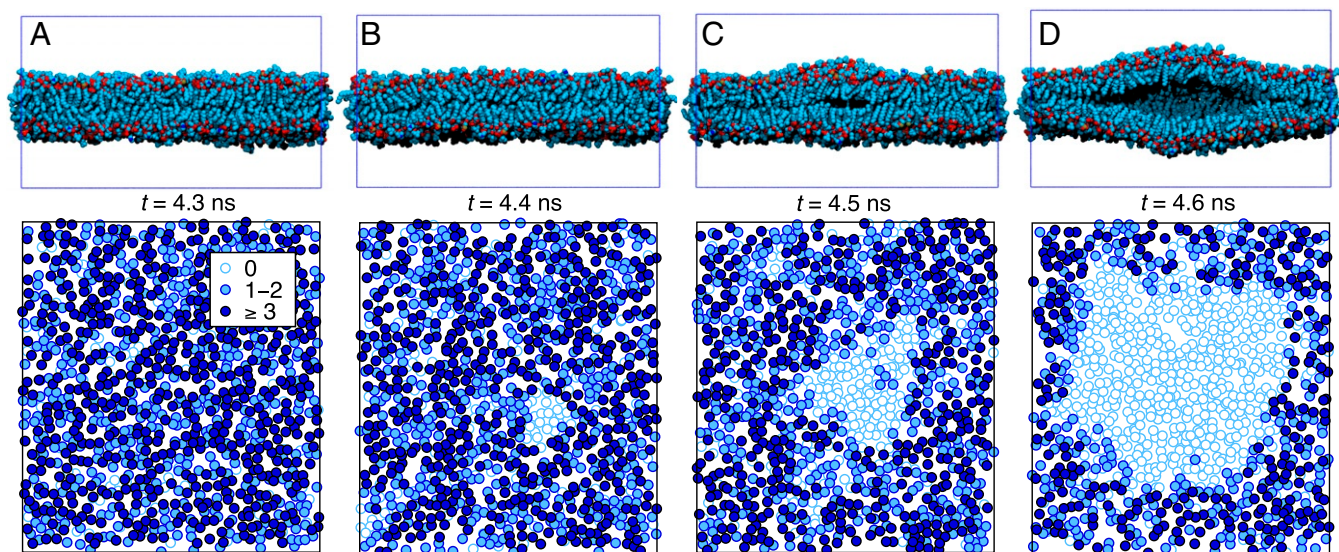 A
B
C
D
t = 4.3 ns
t = 4.4 ns
t = 4.5 ns
t = 4.6 ns
0
1–2
≥ 3